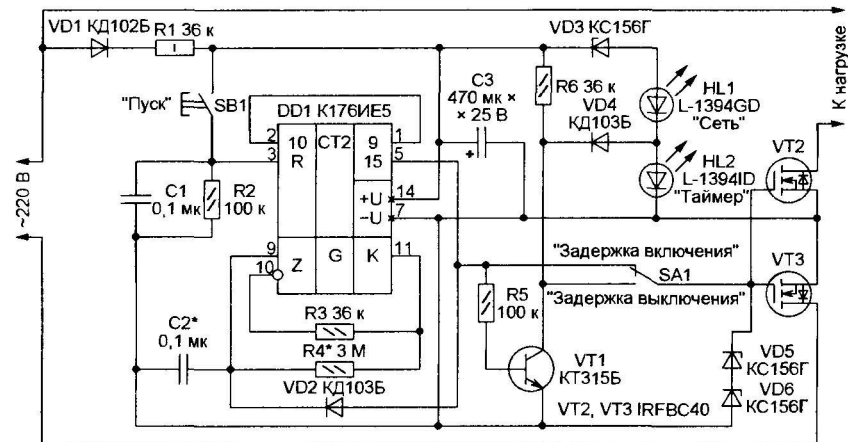 VD1 КД102Б
R1 36 к
"Пуск"
SB1
DD1 К176ИЕ5
2
10
CT2
9
1
3
R
15
5
+U
14
−U
7
9
10
Z
G
K
11
C1
0,1 мк
R2
100 к
~220 В
C2*
0,1 мк
R3 36 к
R4* 3 М
VD2 КД103Б
C3
470 мк ×
× 25 В
+
VD3 КС156Г
R6 36 к
VD4
КД103Б
HL1
L-1394GD
"Сеть"
HL2
L-1394ID
"Таймер"
К нагрузке
VT2
VT3
"Задержка включения"
SA1
"Задержка выключения"
R5
100 к
VT1
КТ315Б
VD5
КС156Г
VD6
КС156Г
VT2, VT3 IRFBC40